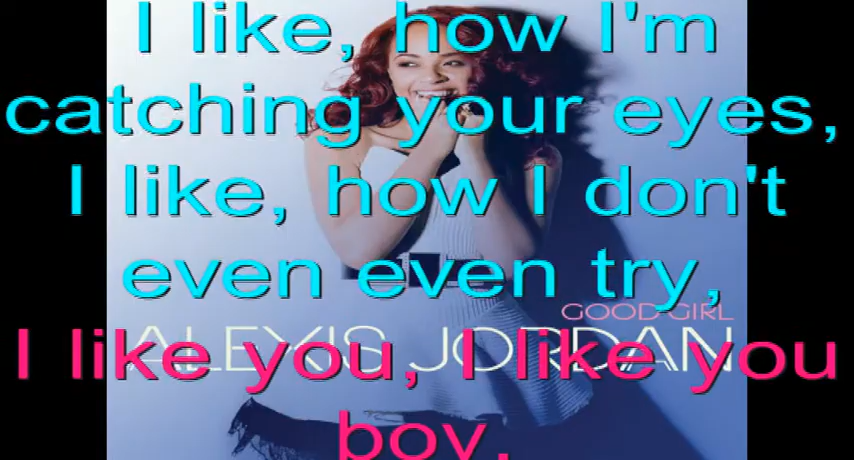 I like, how I'm
catching your eyes,
I like, how I don't
even even try,
GOOD GIRL
ALEXIS JORDAN
I like you, I like you
boy.